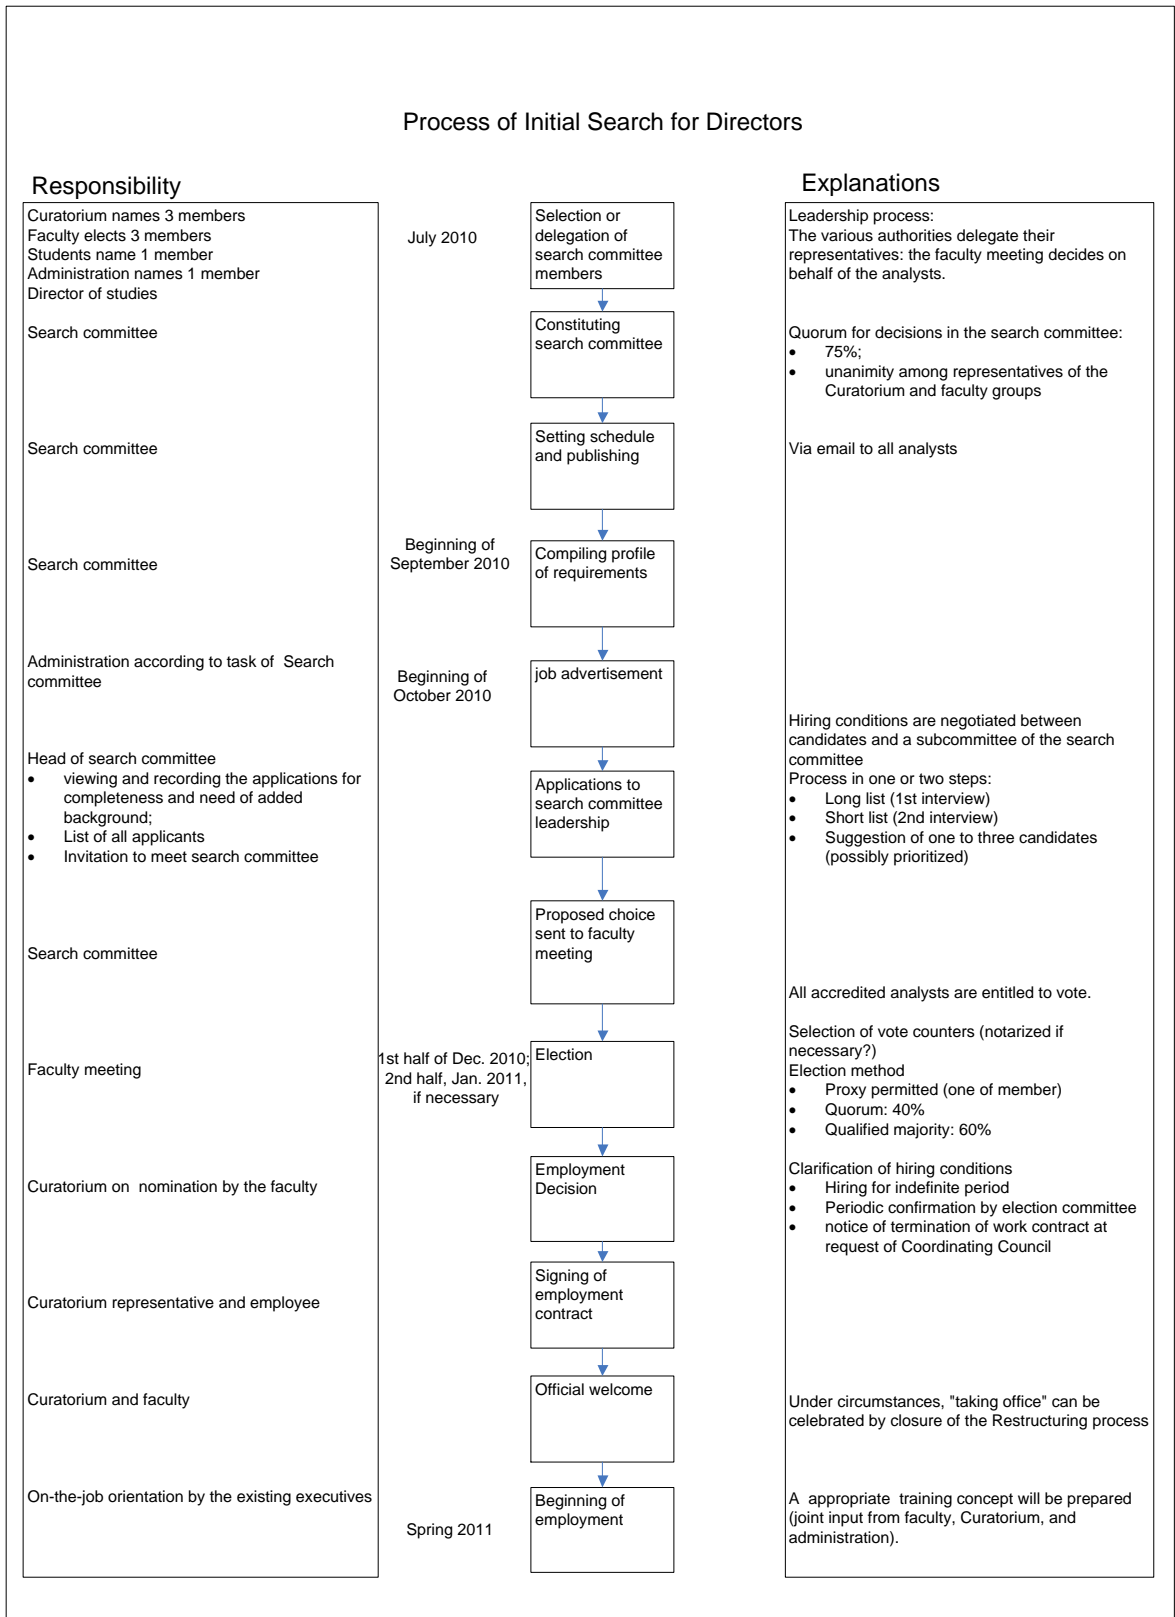 Process of Initial Search for Directors
Responsibility
Explanations
Curatorium names 3 members
Faculty elects 3 members
Students name 1 member
Administration names 1 member
Director of studies
July 2010
Selection or
delegation of
search committee
members
Leadership process:
The various authorities delegate their
representatives: the faculty meeting decides on
behalf of the analysts.
Search committee
Constituting
search committee
Quorum for decisions in the search committee:
• 75%;
• unanimity among representatives of the
Curatorium and faculty groups
Search committee
Setting schedule
and publishing
Via email to all analysts
Search committee
Beginning of
September 2010
Compiling profile
of requirements
Administration according to task of  Search
committee
Beginning of
October 2010
job advertisement
Hiring conditions are negotiated between
candidates and a subcommittee of the search
committee
Process in one or two steps:
• Long list (1st interview)
• Short list (2nd interview)
• Suggestion of one to three candidates
(possibly prioritized)
Head of search committee
• viewing and recording the applications for
completeness and need of added
background;
• List of all applicants
• Invitation to meet search committee
Applications to
search committee
leadership
Search committee
Proposed choice
sent to faculty
meeting
All accredited analysts are entitled to vote.
Faculty meeting
1st half of Dec. 2010;
2nd half, Jan. 2011,
if necessary
Election
Selection of vote counters (notarized if
necessary?)
Election method
• Proxy permitted (one of member)
• Quorum: 40%
• Qualified majority: 60%
Curatorium on  nomination by the faculty
Employment
Decision
Clarification of hiring conditions
• Hiring for indefinite period
• Periodic confirmation by election committee
• notice of termination of work contract at
request of Coordinating Council
Curatorium representative and employee
Signing of
employment
contract
Curatorium and faculty
Official welcome
Under circumstances, "taking office" can be
celebrated by closure of the Restructuring process
On-the-job orientation by the existing executives
Spring 2011
Beginning of
employment
A  appropriate  training concept will be prepared
(joint input from faculty, Curatorium, and
administration).